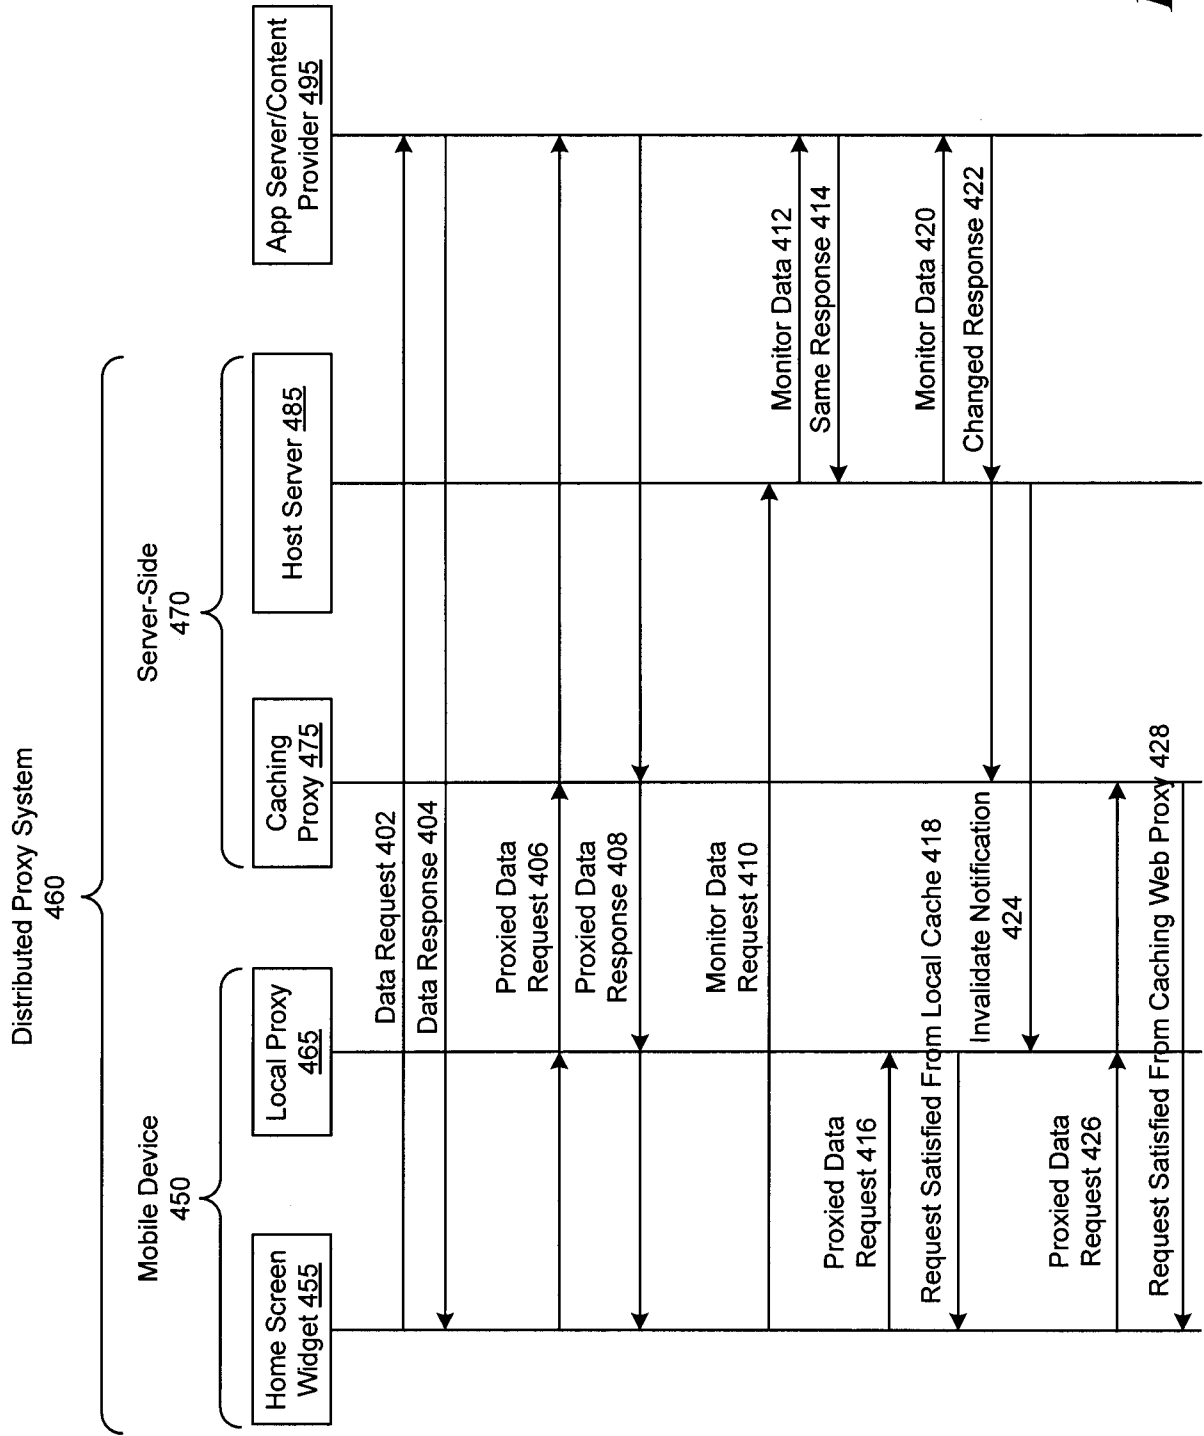 Distributed Proxy System
460
Mobile Device
450
Server-Side
470
Home Screen
Widget 455
Local Proxy
465
Caching
Proxy 475
Host Server 485
App Server/Content
Provider 495
Data Request 402
Data Response 404
Proxied Data
Request 406
Proxied Data
Response 408
Monitor Data
Request 410
Monitor Data 412
Same Response 414
Proxied Data
Request 416
Request Satisfied From Local Cache 418
Monitor Data 420
Changed Response 422
Invalidate Notification
424
Proxied Data
Request 426
Request Satisfied From Caching Web Proxy 428